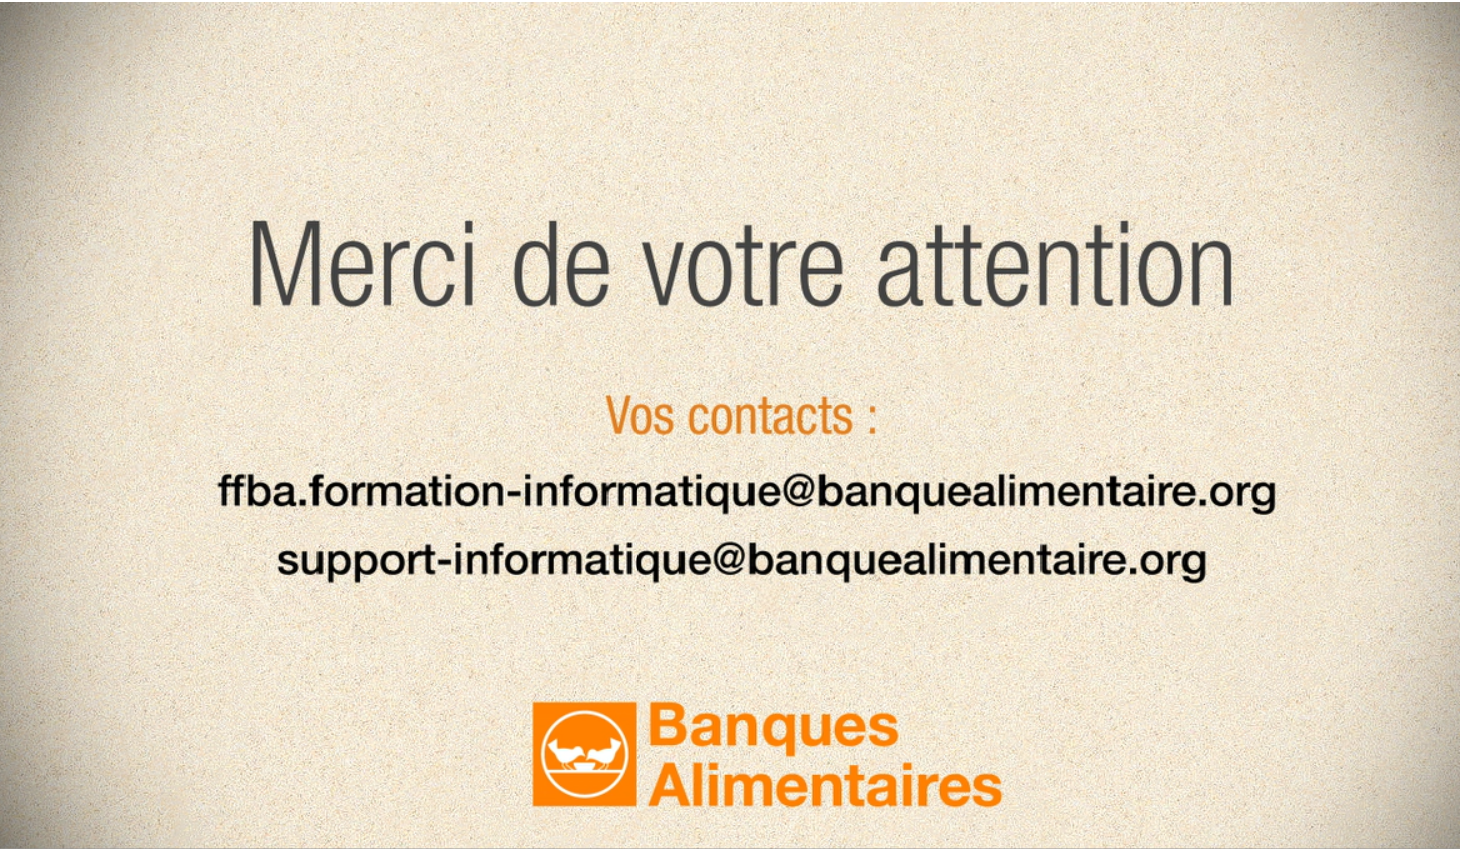 Merci de votre attention
Vos contacts :
ffba.formation-informatique@banquealimentaire.org
support-informatique@banquealimentaire.org
Banques
Alimentaires